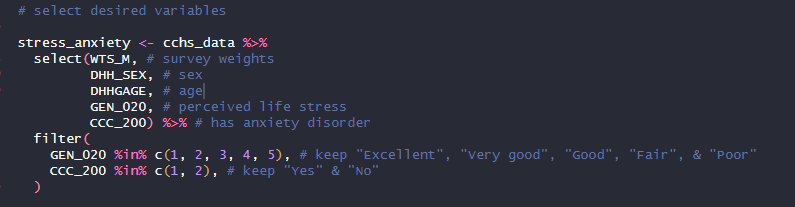 # select desired variables
stress_anxiety <- cchs_data %>%
select(WTS_M, # survey weights
DHH_SEX, # sex
DHHGAGE, # age
GEN_020, # perceived life stress
CCC_200) %>% # has anxiety disorder
filter(
GEN_020 %in% c(1, 2, 3, 4, 5), # keep "Excellent", "Very good", "Good", "Fair", & "Poor"
CCC_200 %in% c(1, 2), # keep "Yes" & "No"
)